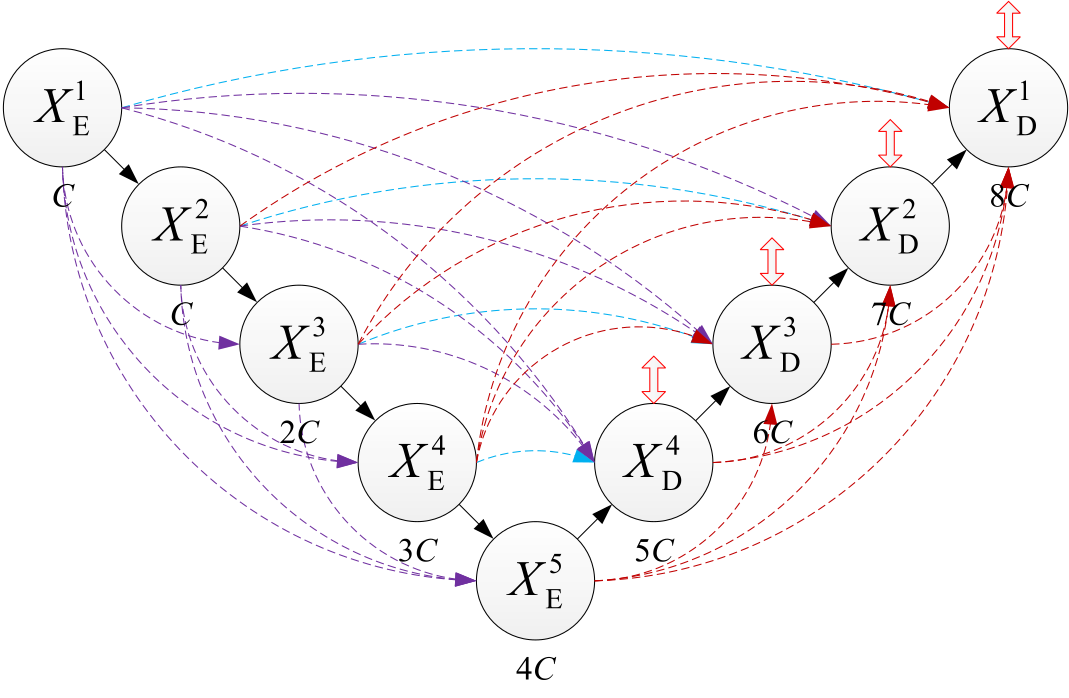 X_E^1
X_D^1
C
8C
X_E^2
X_D^2
C
7C
X_E^3
X_D^3
2C
6C
X_E^4
X_D^4
3C
5C
X_E^5
4C